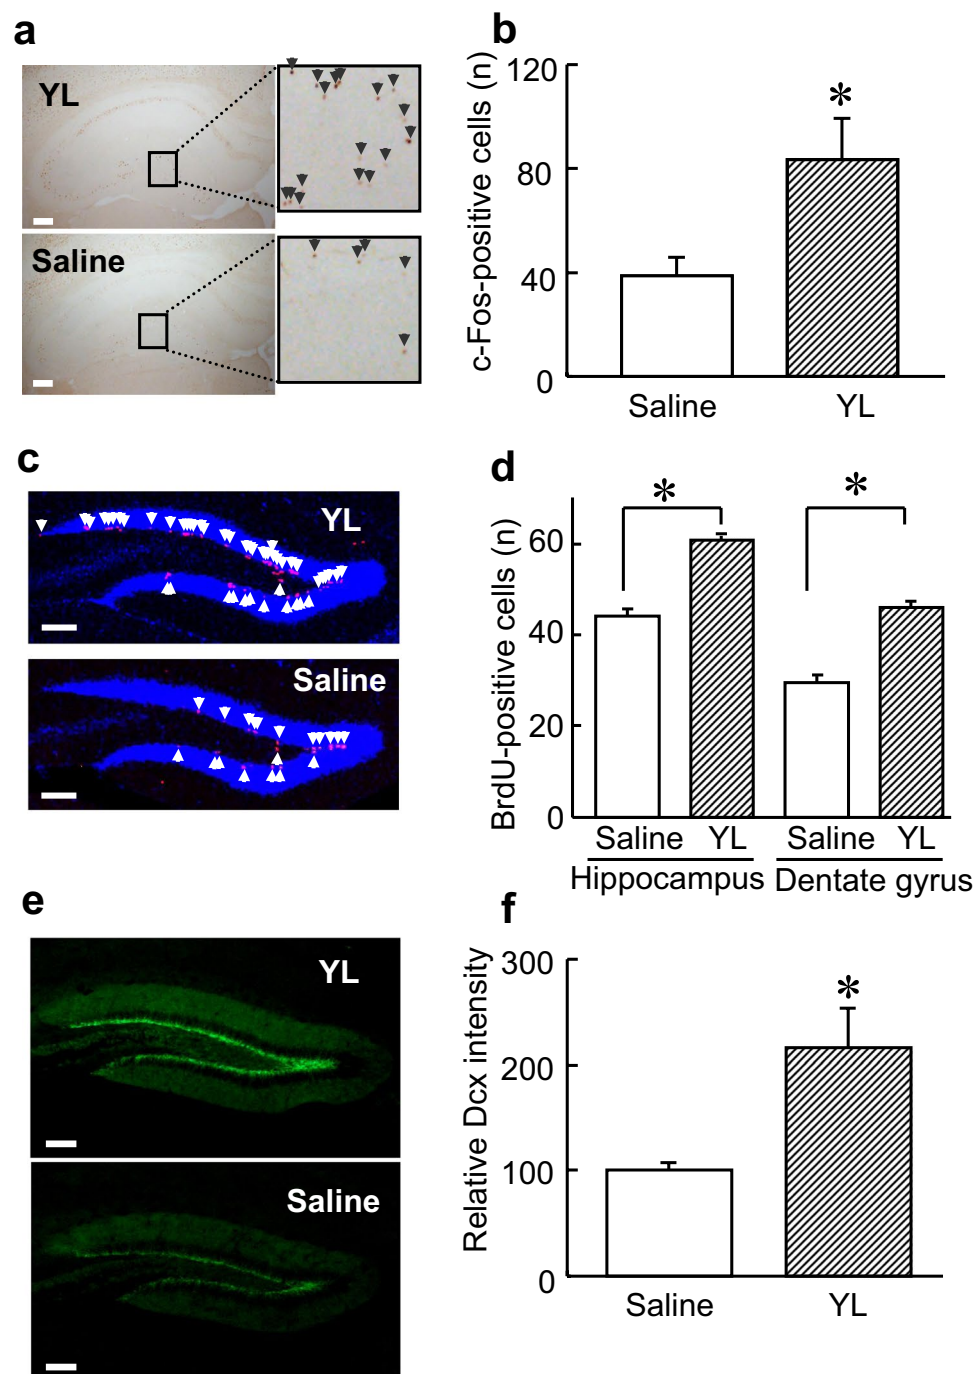 a
YL
Saline
b
c-Fos-positive cells (n)
120
80
40
0
*
Saline YL
c
YL
Saline
d
BrdU-positive cells (n)
60
40
20
0
* *
Saline YL Saline YL
Hippocampus Dentate gyrus
e
YL
Saline
f
Relative Dcx intensity
300
200
100
0
*
Saline YL